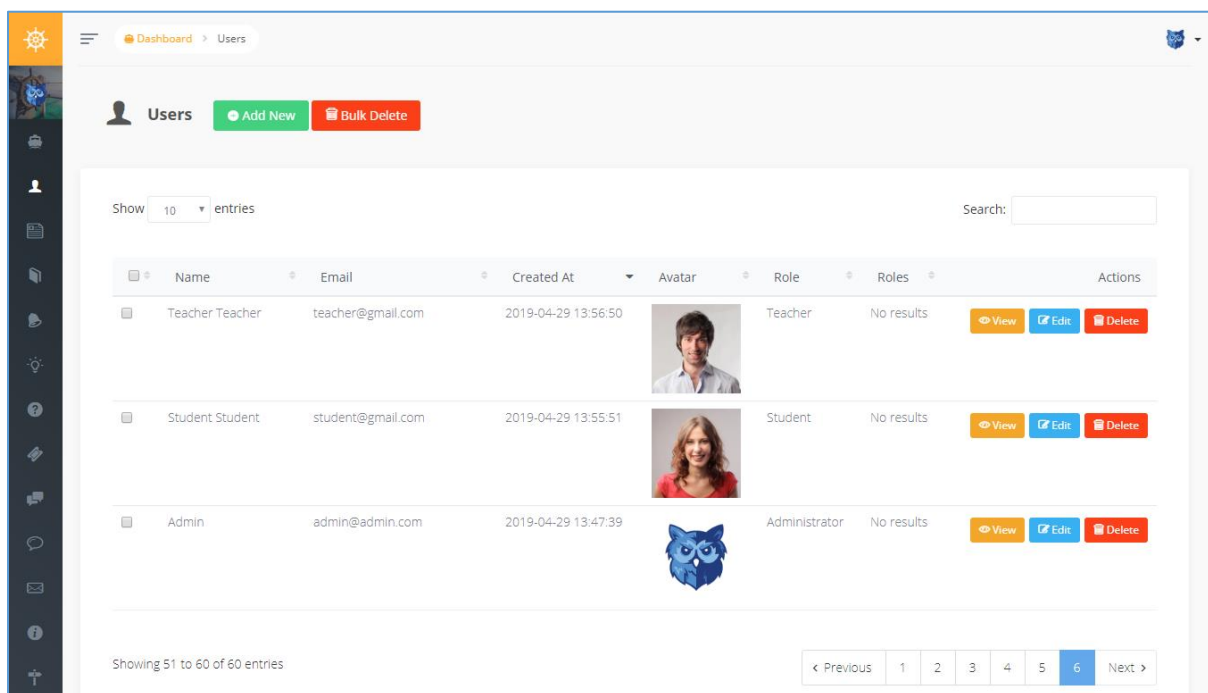 Dashboard > Users
Users Add New Bulk Delete
Show 10 entries Search:
Name Email Created At Avatar Role Roles Actions
Teacher Teacher teacher@gmail.com 2019-04-29 13:56:50 Teacher No results View Edit Delete
Student Student student@gmail.com 2019-04-29 13:55:51 Student No results View Edit Delete
Admin admin@admin.com 2019-04-29 13:47:39 Administrator No results View Edit Delete
Showing 51 to 60 of 60 entries ‹ Previous 1 2 3 4 5 6 Next ›